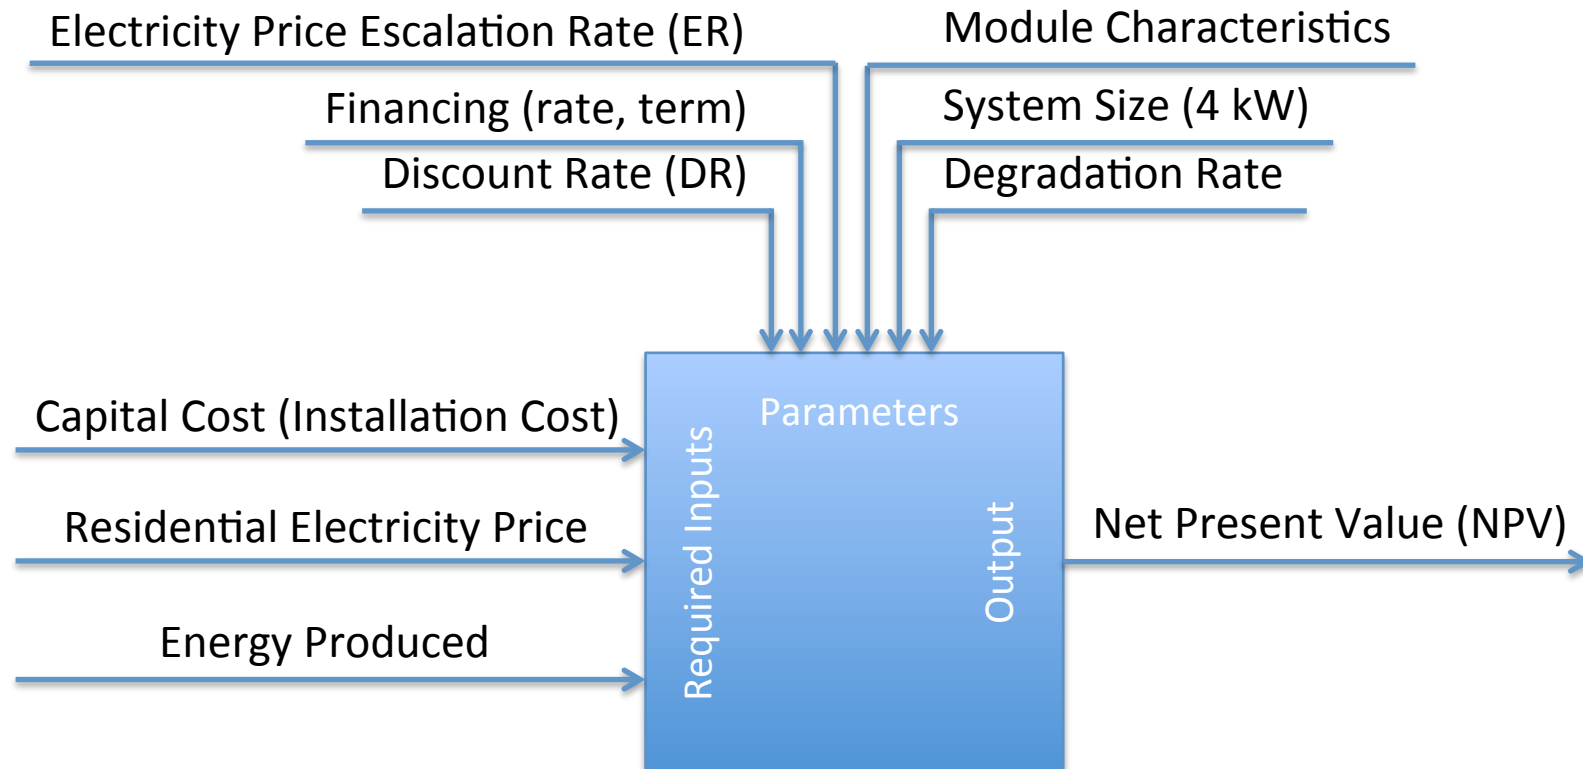 Electricity Price Escalation Rate (ER)
Module Characteristics
Financing (rate, term)
System Size (4 kW)
Discount Rate (DR)
Degradation Rate
Parameters
Capital Cost (Installation Cost)
Residential Electricity Price
Energy Produced
Required Inputs
Output
Net Present Value (NPV)